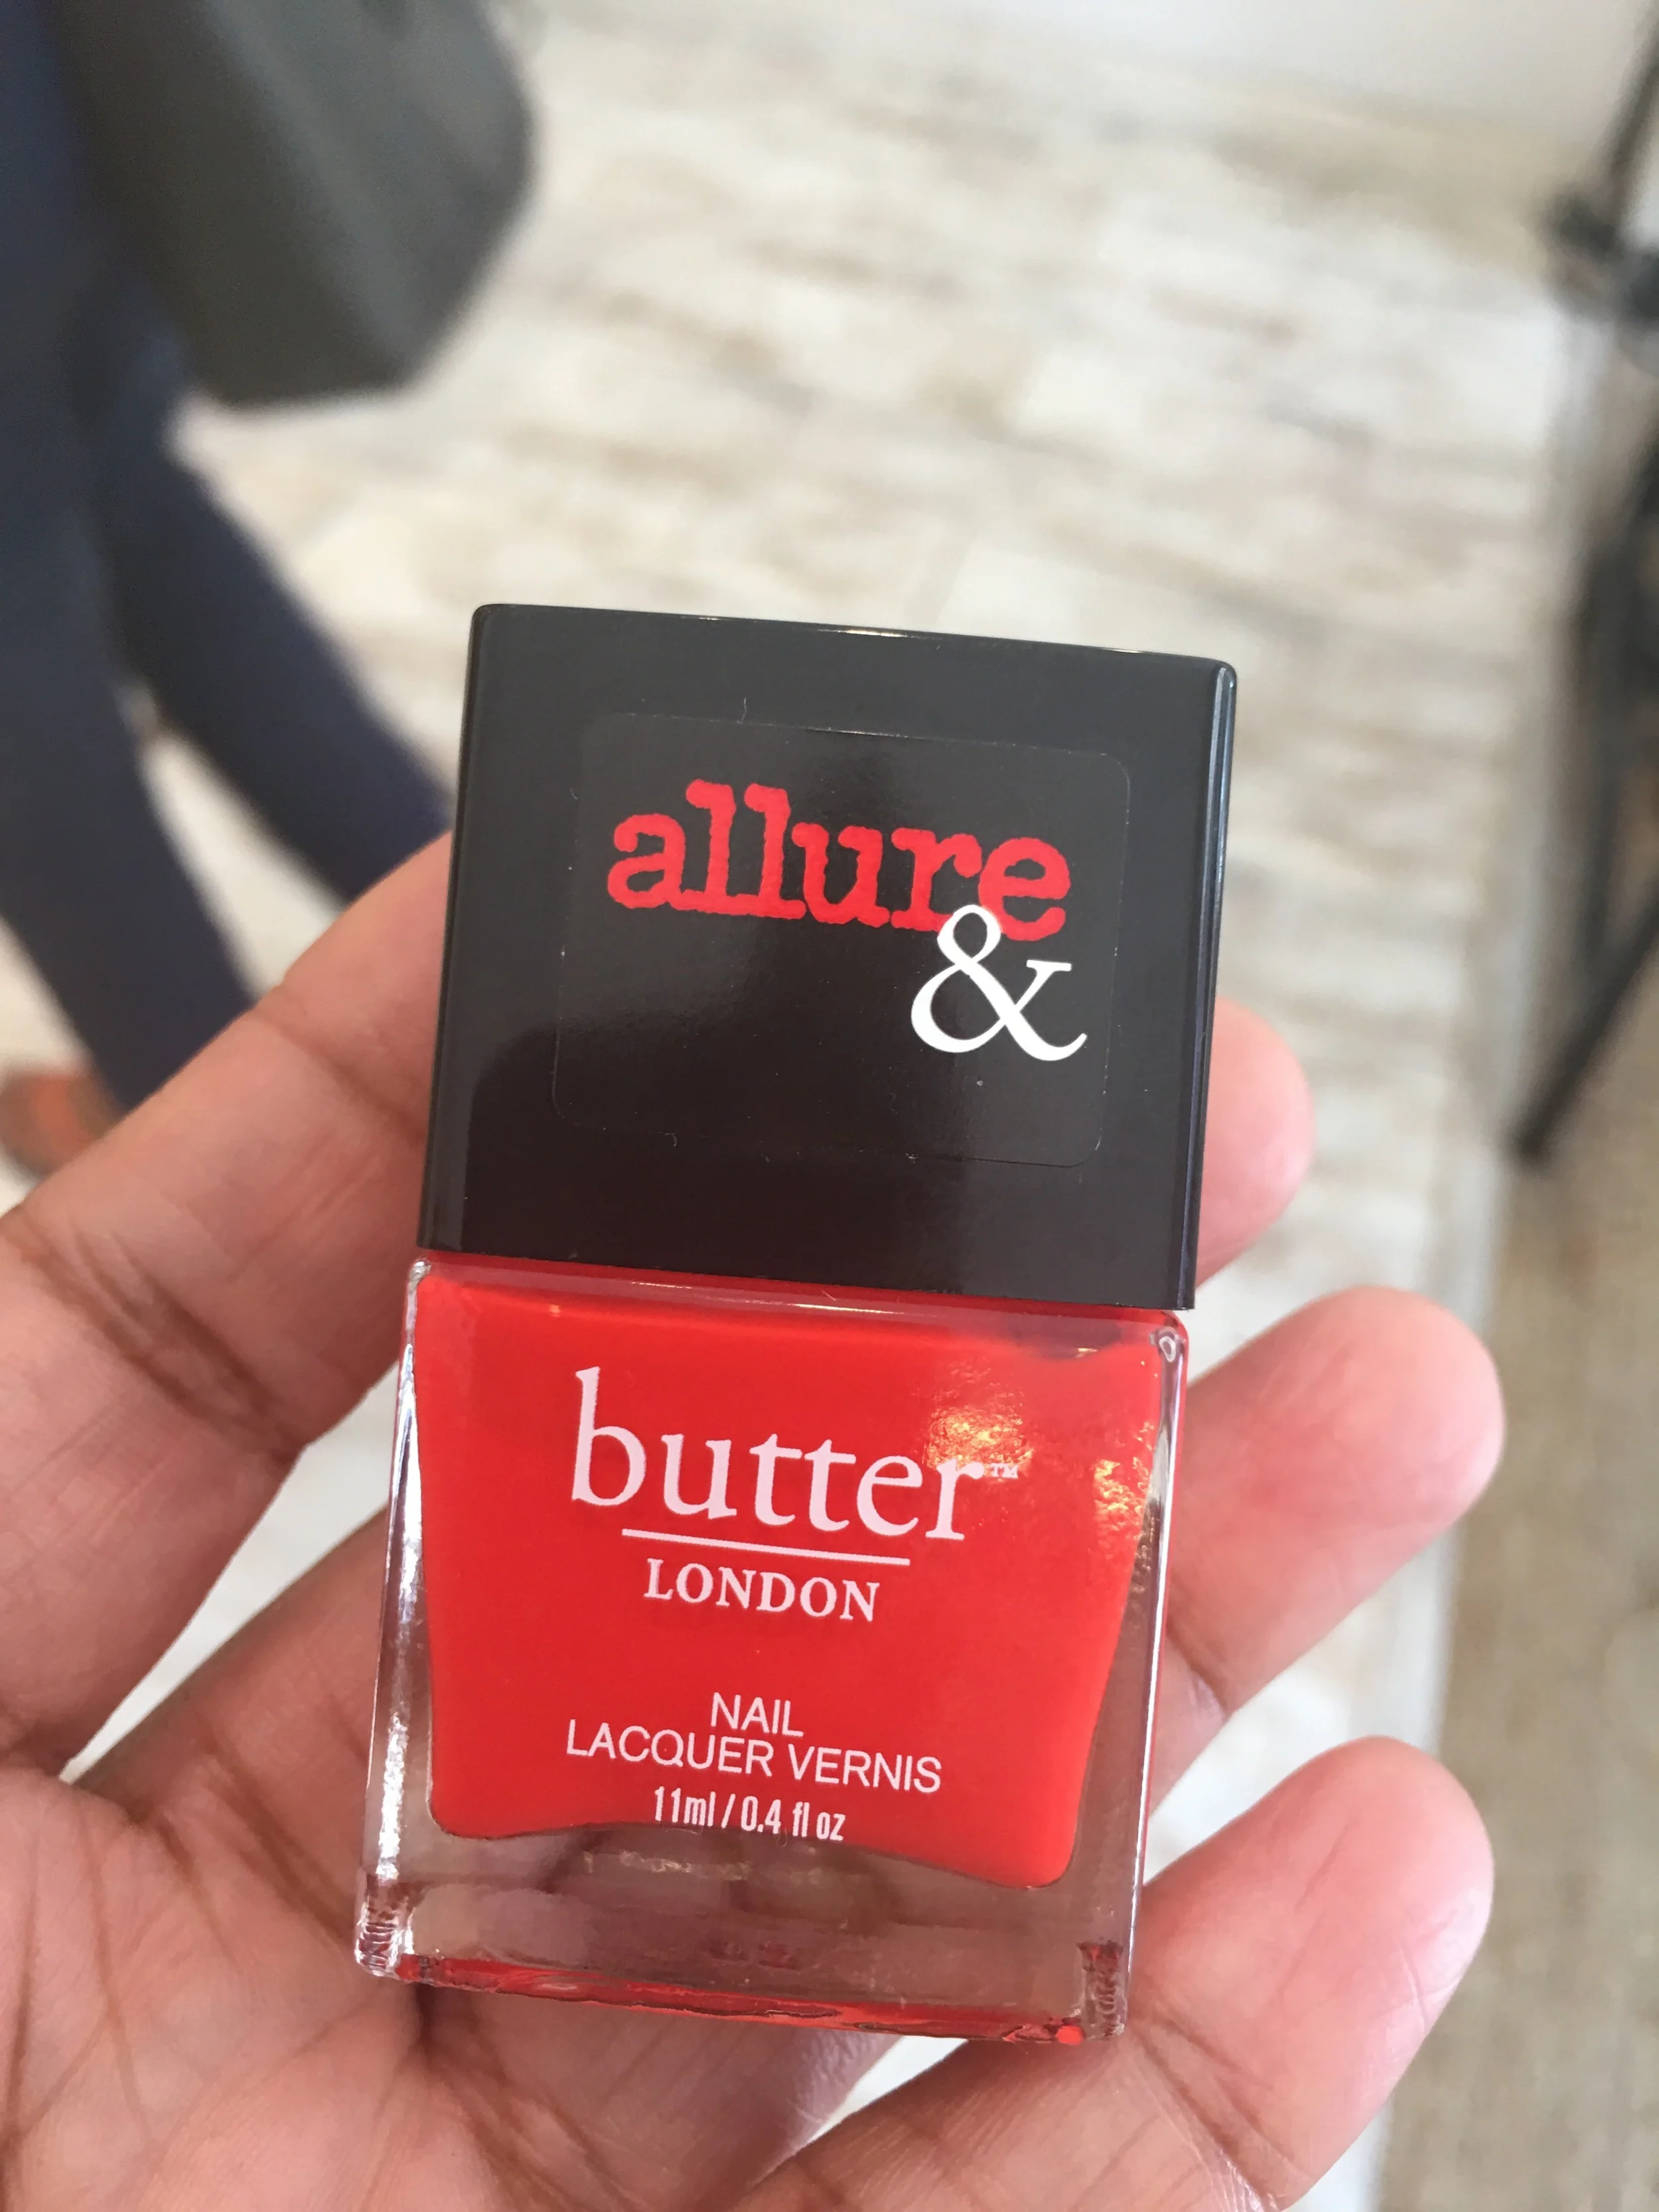 allure
&
butter™
LONDON
NAIL
LACQUER VERNIS
11ml / 0.4 fl oz